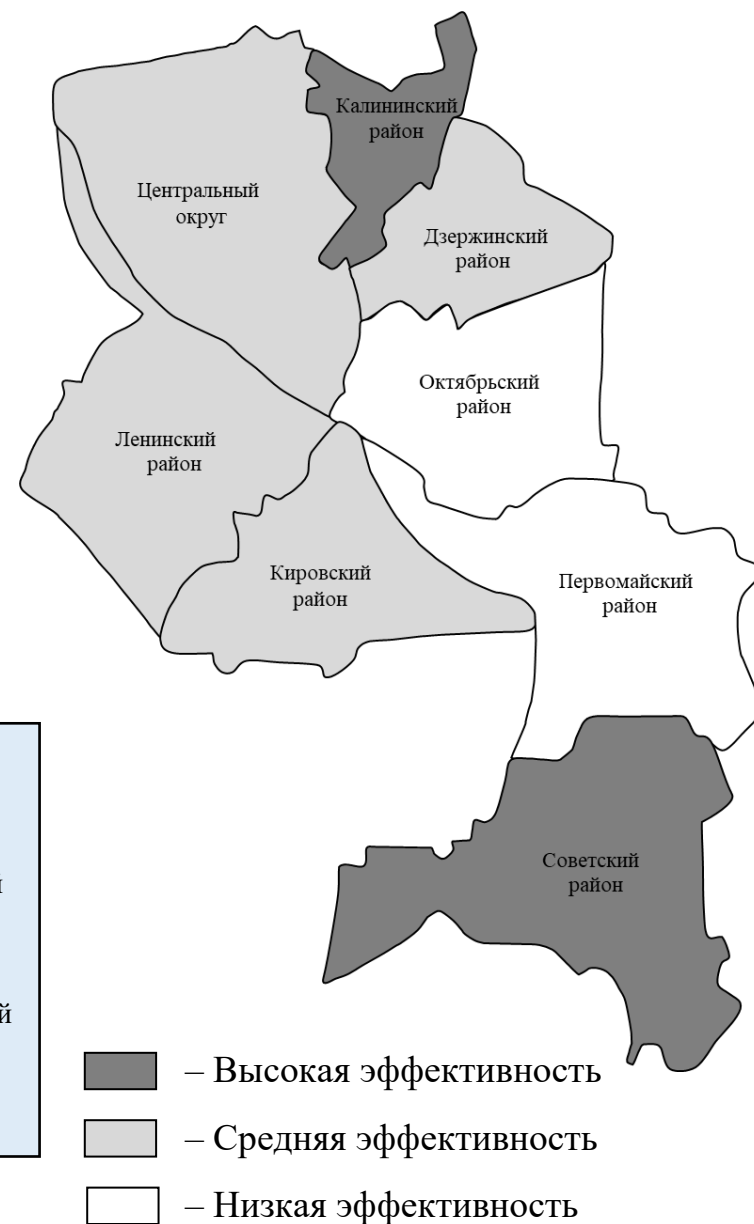 Калининский
район
Центральный
округ
Дзержинский
район
Октябрьский
район
Ленинский
район
Кировский
район
Первомайский
район
Советский
район
– Высокая эффективность
– Средняя эффективность
– Низкая эффективность